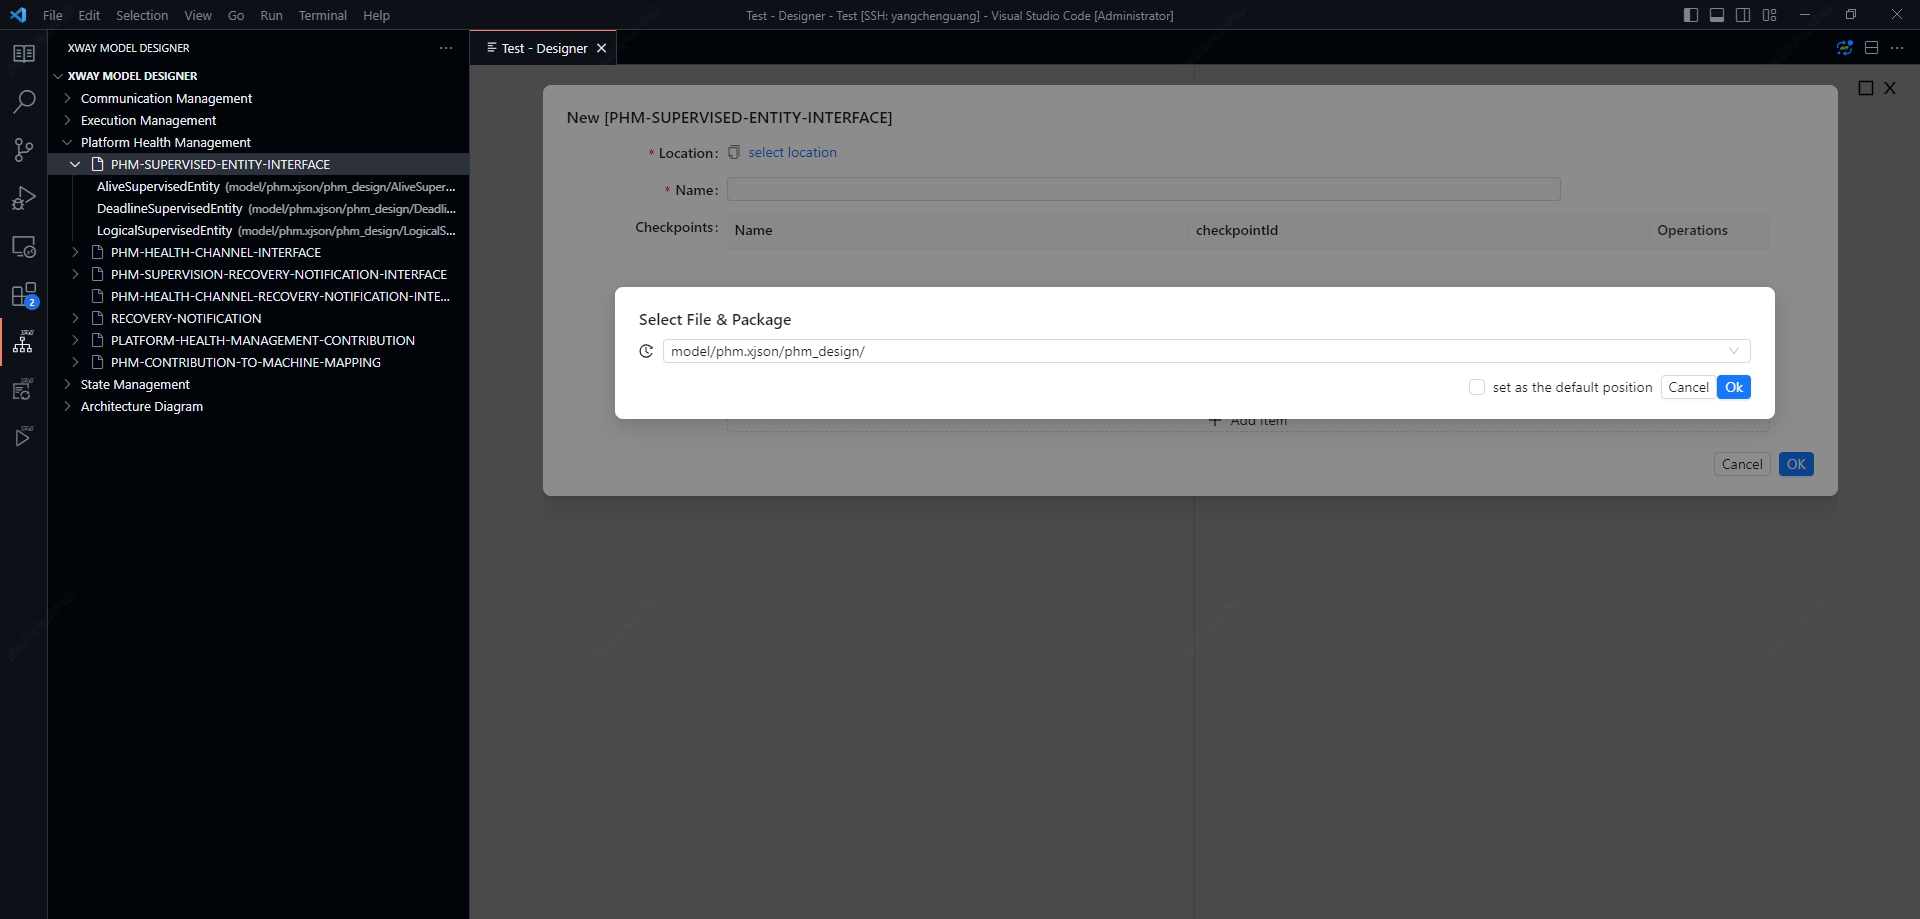 File Edit Selection View Go Run Terminal Help
Test - Designer - Test [SSH: yangchenguang] - Visual Studio Code [Administrator]
XWAY MODEL DESIGNER
Test - Designer
XWAY MODEL DESIGNER
Communication Management
Execution Management
Platform Health Management
PHM-SUPERVISED-ENTITY-INTERFACE
AliveSupervisedEntity (model/phm.xjson/phm_design/AliveSuper...
DeadlineSupervisedEntity (model/phm.xjson/phm_design/Deadli...
LogicalSupervisedEntity (model/phm.xjson/phm_design/LogicalS...
PHM-HEALTH-CHANNEL-INTERFACE
PHM-SUPERVISION-RECOVERY-NOTIFICATION-INTERFACE
PHM-HEALTH-CHANNEL-RECOVERY-NOTIFICATION-INTE...
RECOVERY-NOTIFICATION
PLATFORM-HEALTH-MANAGEMENT-CONTRIBUTION
PHM-CONTRIBUTION-TO-MACHINE-MAPPING
State Management
Architecture Diagram
2
New [PHM-SUPERVISED-ENTITY-INTERFACE]
* Location: select location
* Name:
Checkpoints: Name checkpointId Operations
Select File & Package
model/phm.xjson/phm_design/
set as the default position Cancel Ok
+ Add item
Cancel OK